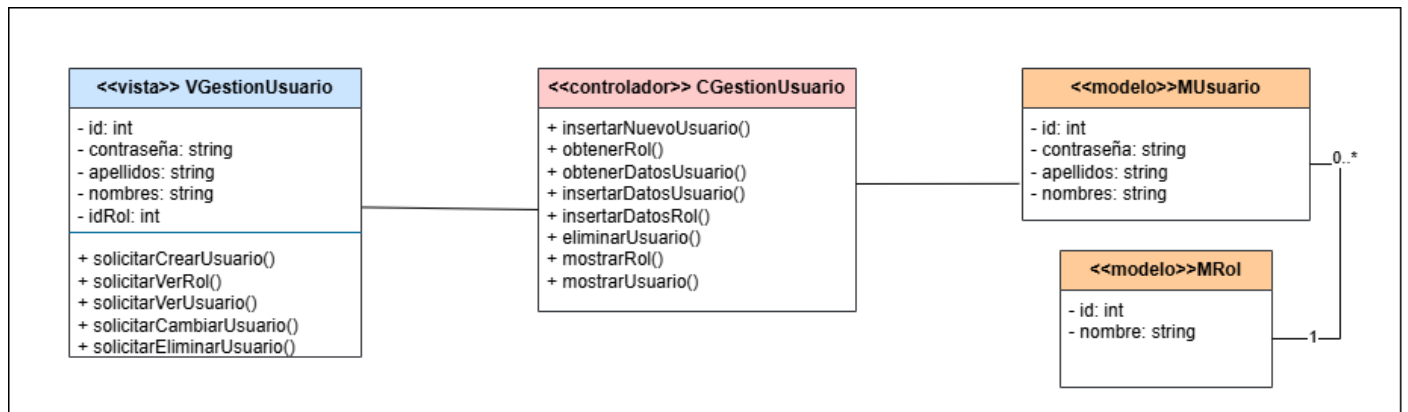 <<vista>> VGestionUsuario
- id: int
- contraseña: string
- apellidos: string
- nombres: string
- idRol: int
+ solicitarCrearUsuario()
+ solicitarVerRol()
+ solicitarVerUsuario()
+ solicitarCambiarUsuario()
+ solicitarEliminarUsuario()
<<controlador>> CGestionUsuario
+ insertarNuevoUsuario()
+ obtenerRol()
+ obtenerDatosUsuario()
+ insertarDatosUsuario()
+ insertarDatosRol()
+ eliminarUsuario()
+ mostrarRol()
+ mostrarUsuario()
<<modelo>>MUsuario
- id: int
- contraseña: string
- apellidos: string
- nombres: string
0..*
<<modelo>>MRol
- id: int
- nombre: string
1